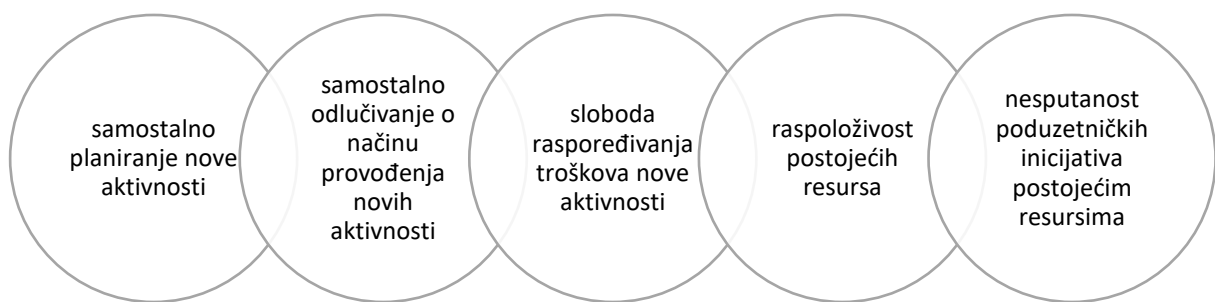 samostalno
planiranje nove
aktivnosti
samostalno
odlučivanje o
načinu
provođenja
novih
aktivnosti
sloboda
raspoređivanja
troškova nove
aktivnosti
raspoloživost
postojećih
resursa
nesputanost
poduzetničkih
inicijativa
postojećim
resursima